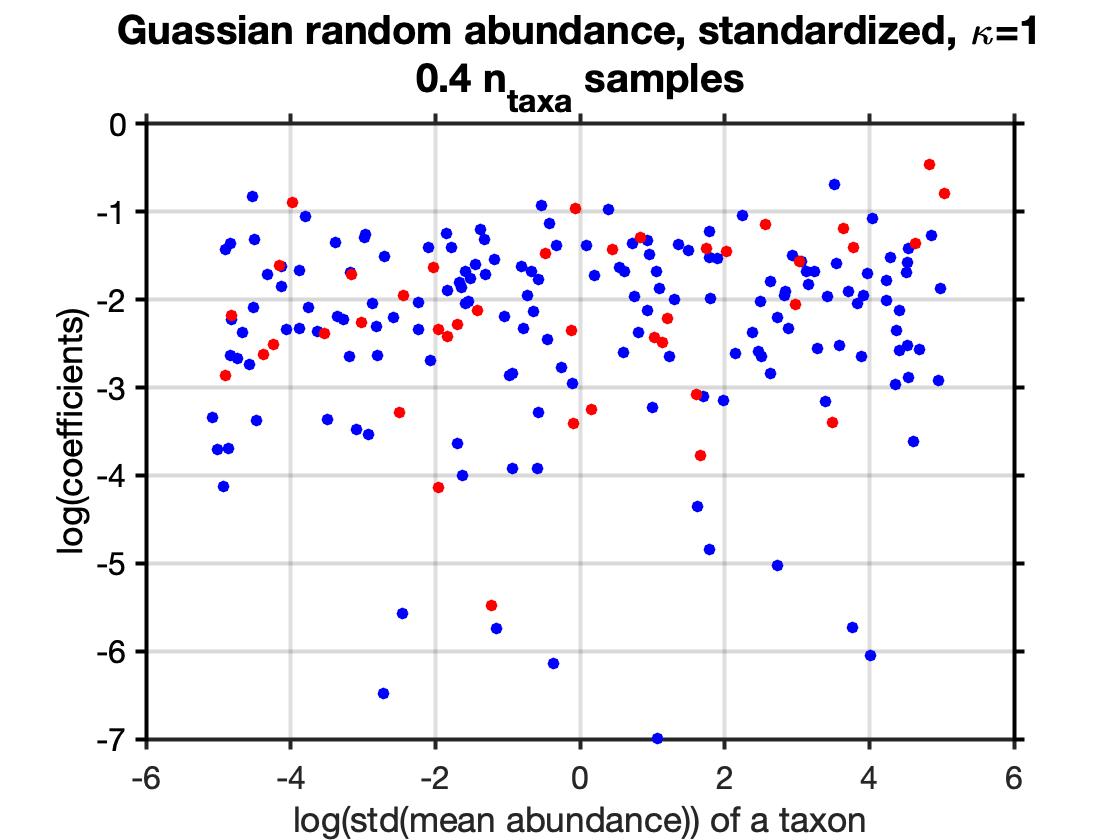 Guassian random abundance, standardized, κ=1
0.4 n_taxa samples
0
-1
-2
-3
-4
-5
-6
-7
log(coefficients)
-6 -4 -2 0 2 4 6
log(std(mean abundance)) of a taxon